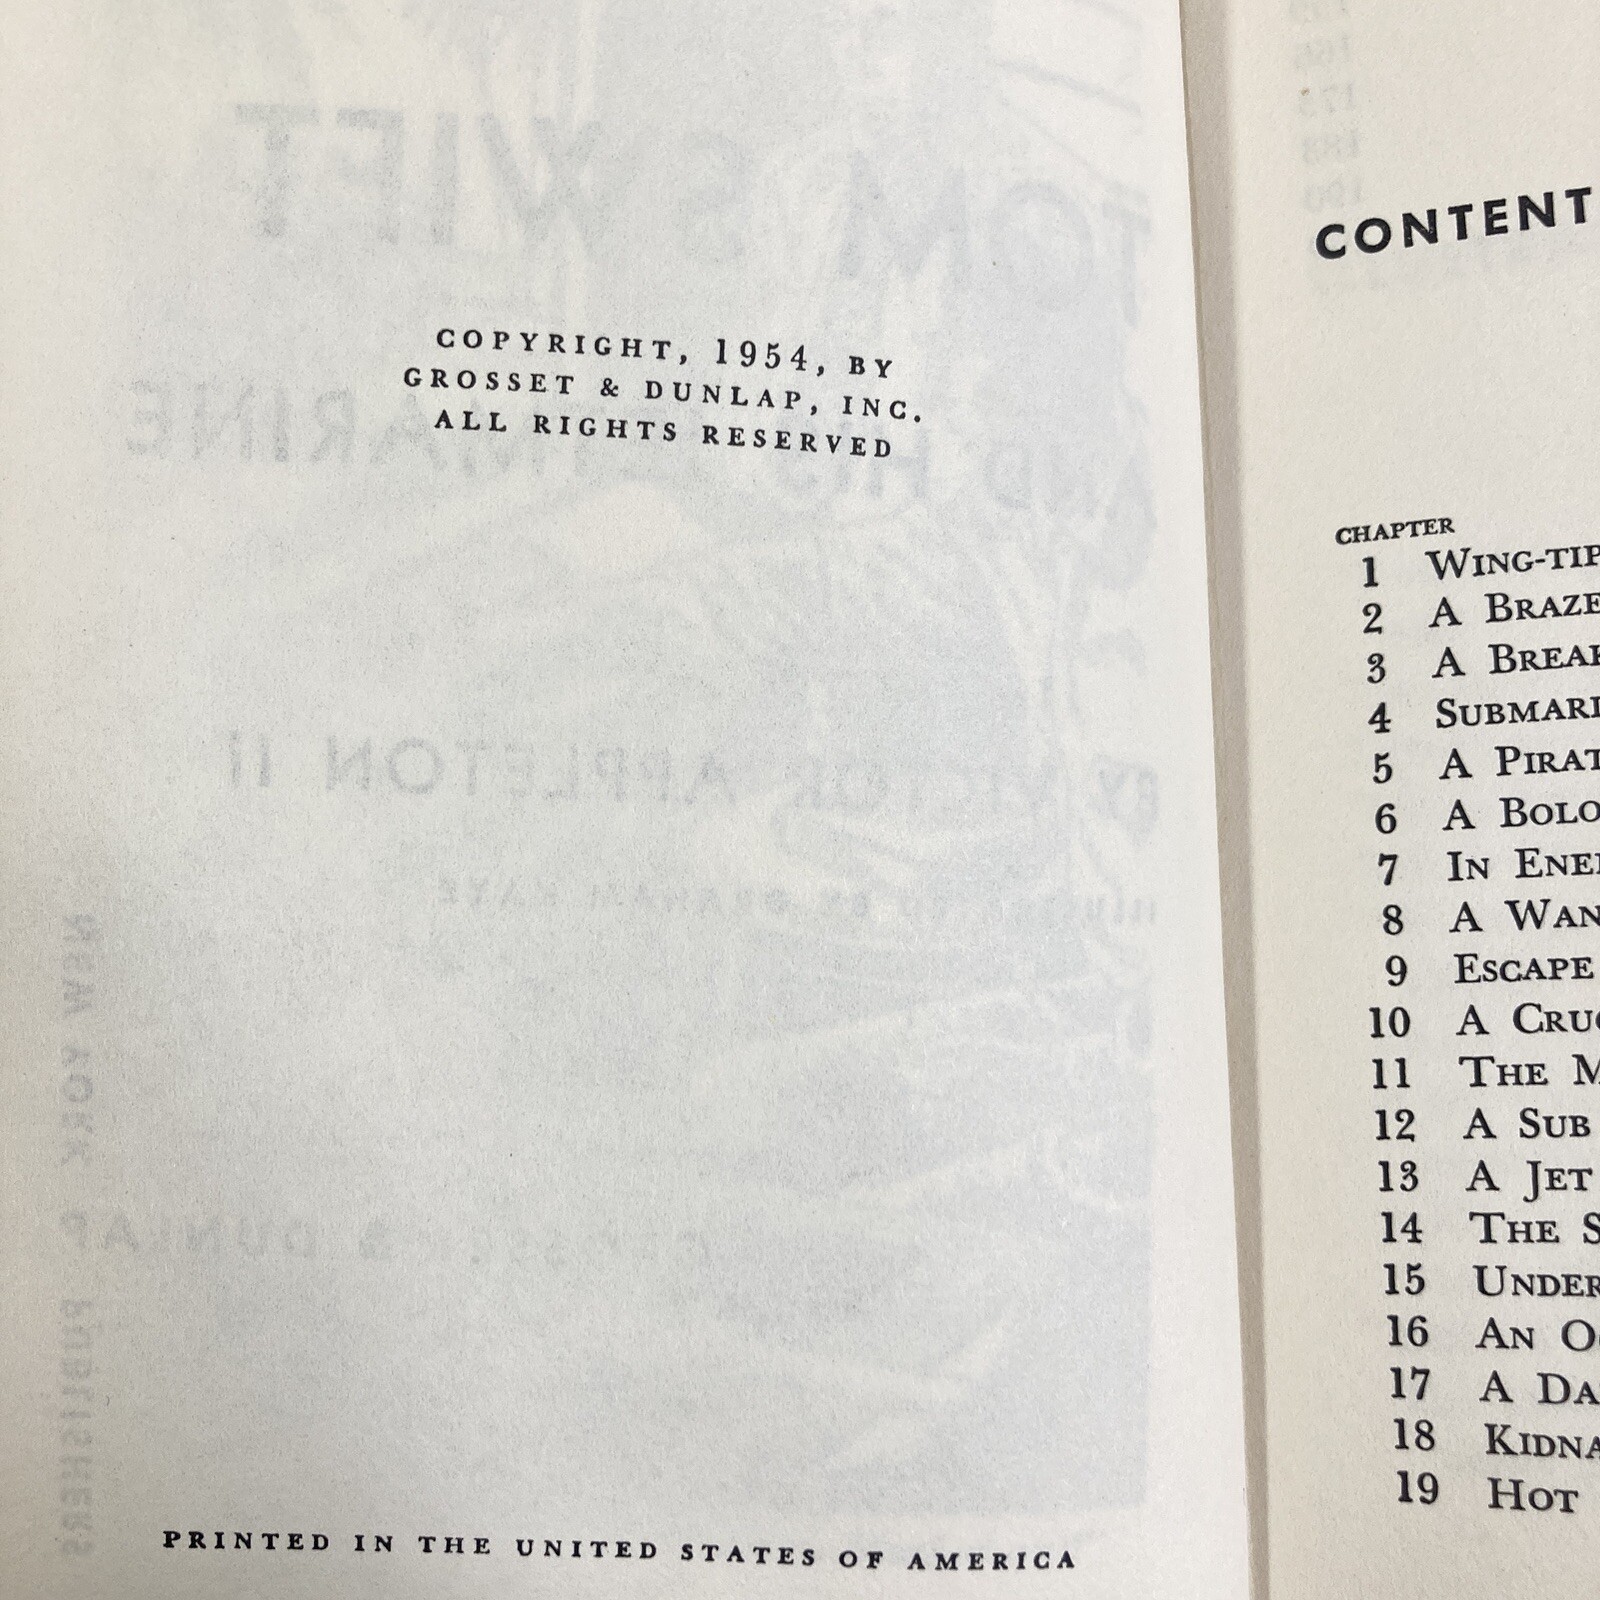 COPYRIGHT, 1954, BY
GROSSET & DUNLAP, INC.
ALL RIGHTS RESERVED
PRINTED IN THE UNITED STATES OF AMERICA
CONTENT
CHAPTER
1 WING-TIP
2 A BRAZE
3 A BREAK
4 SUBMARI
5 A PIRAT
6 A BOLO
7 IN ENE
8 A WAN
9 ESCAPE
10 A CRUC
11 THE M
12 A SUB
13 A JET
14 THE S
15 UNDER
16 AN O
17 A DA
18 KIDNA
19 HOT